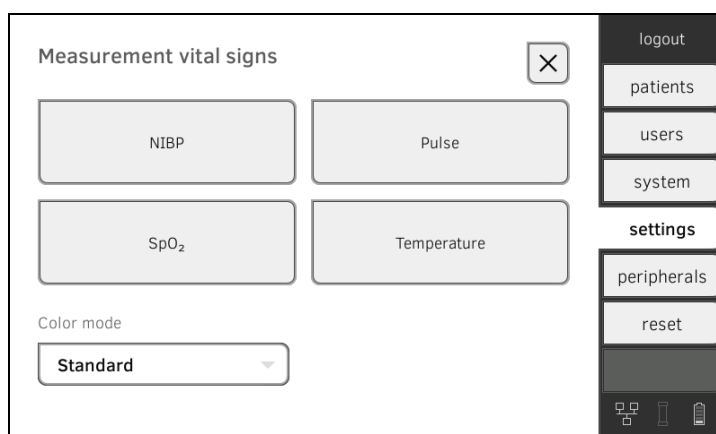 Measurement vital signs
NIBP
Pulse
SpO₂
Temperature
Color mode
Standard
logout
patients
users
system
settings
peripherals
reset